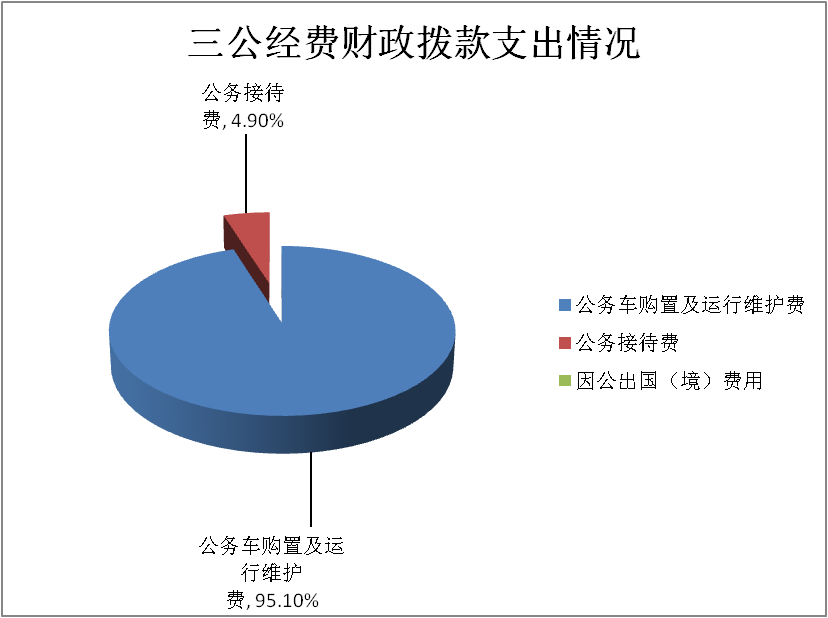 三公经费财政拨款支出情况
公务接待
费, 4.90%
公务车购置及运行维护费
公务接待费
因公出国（境）费用
公务车购置及运
行维护
费, 95.10%